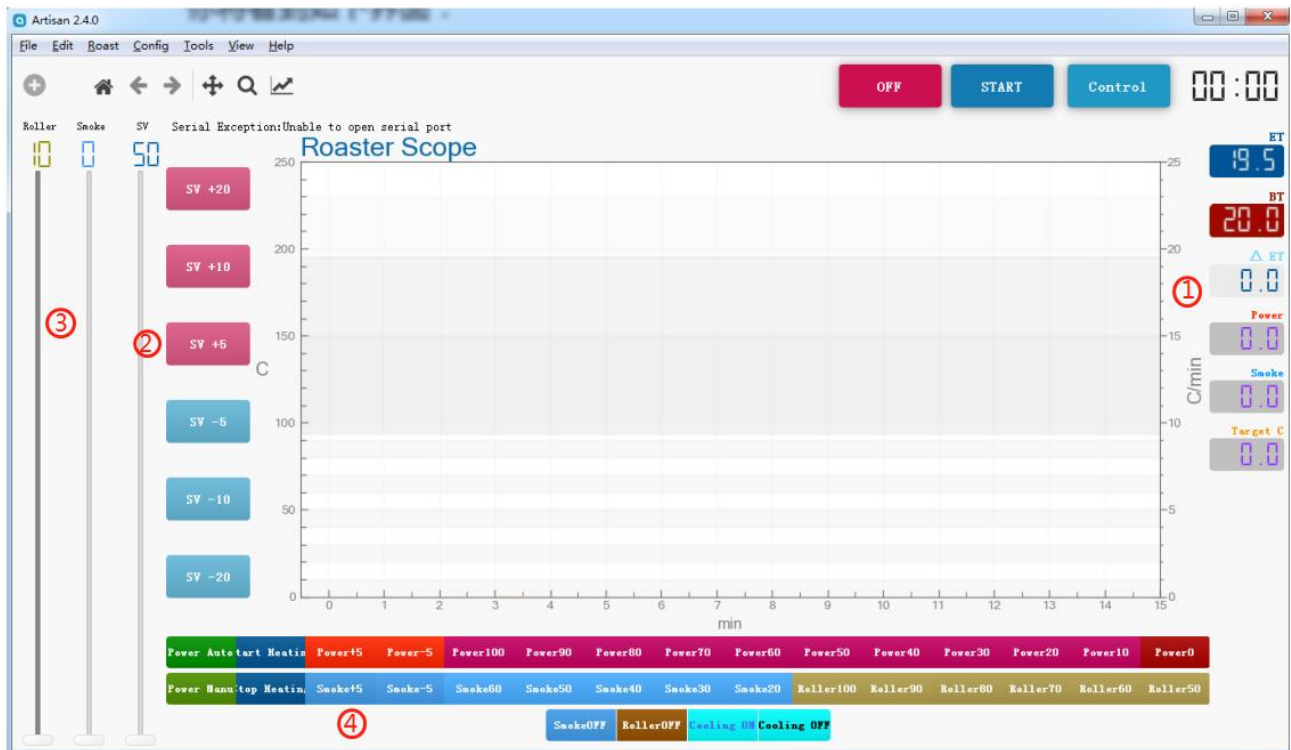 Artisan 2.4.0
File Edit Roast Config Tools View Help
OFF START Control 00:00
Roller Smoke SV Serial Exception:Unable to open serial port
10 0 50
Roaster Scope
ET
19.5
BT
20.0
Δ ET
0.0
Power
0.0
Smoke
0.0
Target C
0.0
SV +20
SV +10
SV +5
SV -5
SV -10
SV -20
①
②
③
④
250
200
150
100
50
0
C
25
20
15
10
5
0
C/min
0 1 2 3 4 5 6 7 8 9 10 11 12 13 14 15
min
Power Auto tart Heatin Power+5 Power-5 Power100 Power90 Power80 Power70 Power60 Power50 Power40 Power30 Power20 Power10 Power0
Power Manu top Heating Smoke+5 Smoke-5 Smoke60 Smoke50 Smoke40 Smoke30 Smoke20 Roller100 Roller90 Roller80 Roller70 Roller60 Roller50
SmokeOFF RollerOFF Cooling ON Cooling OFF